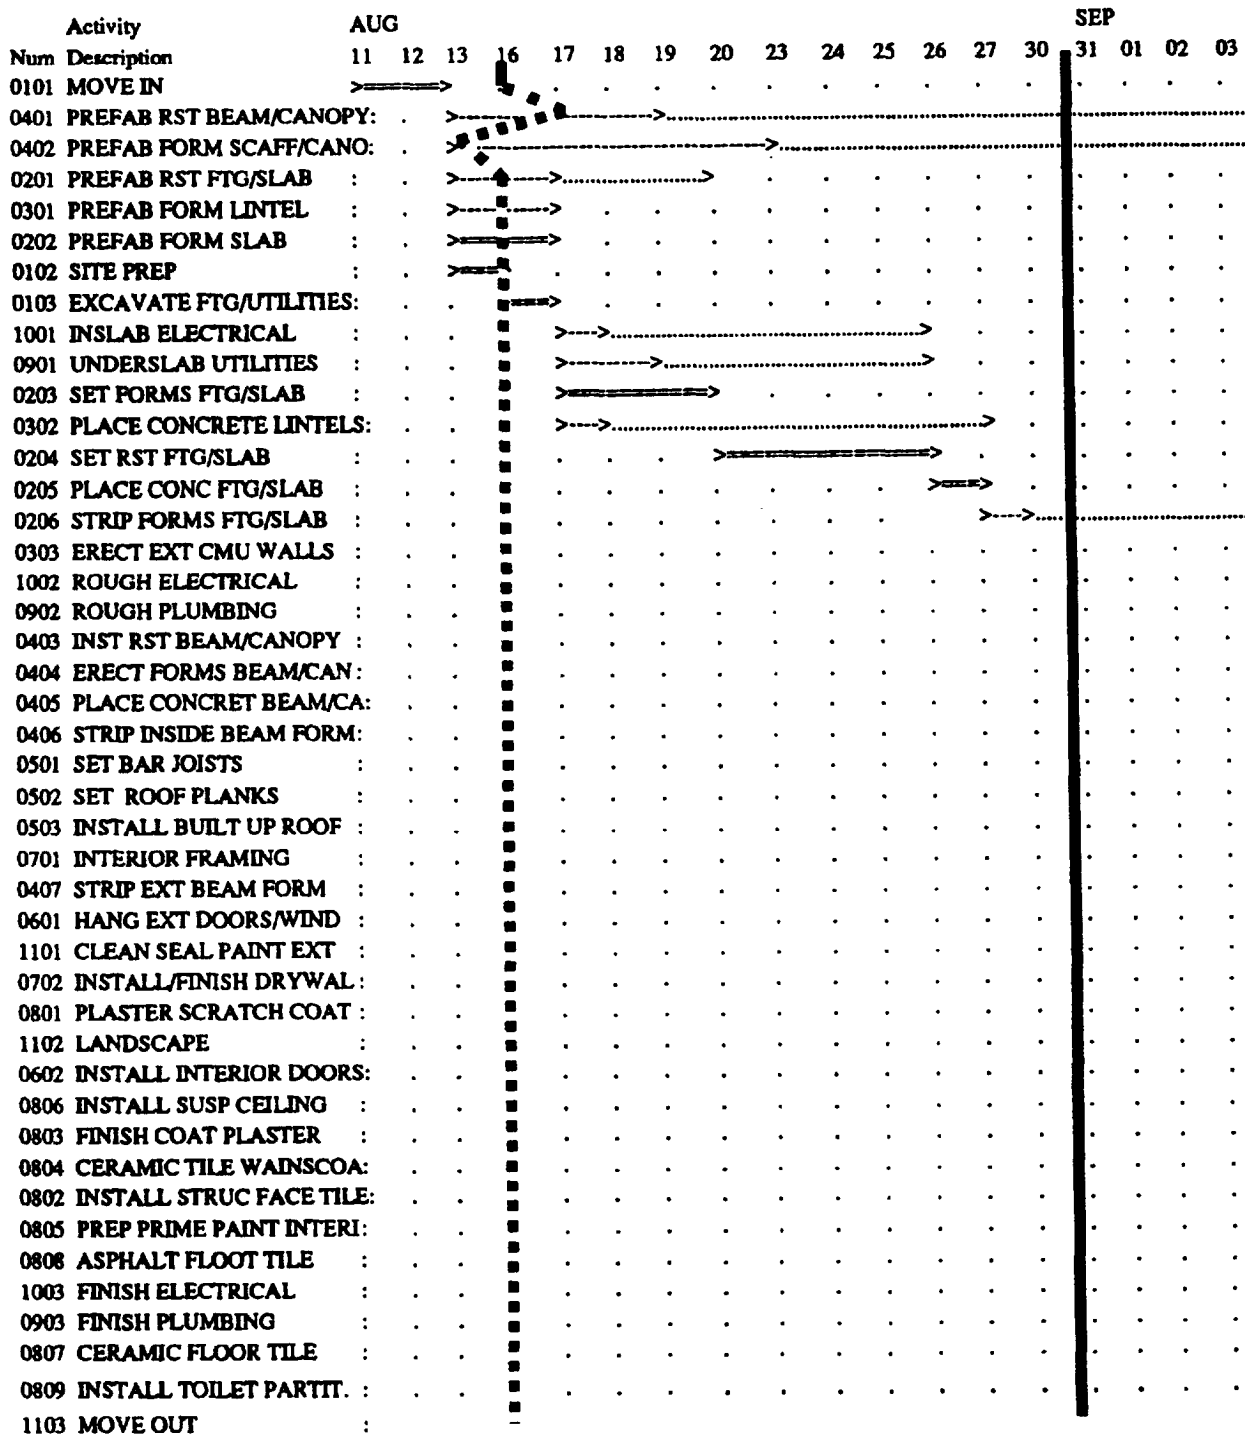 Activity AUG SEP
Num Description 11 12 13 16 17 18 19 20 23 24 25 26 27 30 31 01 02 03
0101 MOVE IN
0401 PREFAB RST BEAM/CANOPY:
0402 PREFAB FORM SCAFF/CANO:
0201 PREFAB RST FTG/SLAB :
0301 PREFAB FORM LINTEL :
0202 PREFAB FORM SLAB :
0102 SITE PREP :
0103 EXCAVATE FTG/UTILITIES:
1001 INSLAB ELECTRICAL :
0901 UNDERSLAB UTILITIES :
0203 SET FORMS FTG/SLAB :
0302 PLACE CONCRETE LINTELS:
0204 SET RST FTG/SLAB :
0205 PLACE CONC FTG/SLAB :
0206 STRIP FORMS FTG/SLAB :
0303 ERECT EXT CMU WALLS :
1002 ROUGH ELECTRICAL :
0902 ROUGH PLUMBING :
0403 INST RST BEAM/CANOPY :
0404 ERECT FORMS BEAM/CAN :
0405 PLACE CONCRET BEAM/CA:
0406 STRIP INSIDE BEAM FORM:
0501 SET BAR JOISTS :
0502 SET ROOF PLANKS :
0503 INSTALL BUILT UP ROOF :
0701 INTERIOR FRAMING :
0407 STRIP EXT BEAM FORM :
0601 HANG EXT DOORS/WIND :
1101 CLEAN SEAL PAINT EXT :
0702 INSTALL/FINISH DRYWAL :
0801 PLASTER SCRATCH COAT :
1102 LANDSCAPE :
0602 INSTALL INTERIOR DOORS:
0806 INSTALL SUSP CEILING :
0803 FINISH COAT PLASTER :
0804 CERAMIC TILE WAINSCOA:
0802 INSTALL STRUC FACE TILE:
0805 PREP PRIME PAINT INTERI:
0808 ASPHALT FLOOT TILE :
1003 FINISH ELECTRICAL :
0903 FINISH PLUMBING :
0807 CERAMIC FLOOR TILE :
0809 INSTALL TOILET PARTIT. :
1103 MOVE OUT :